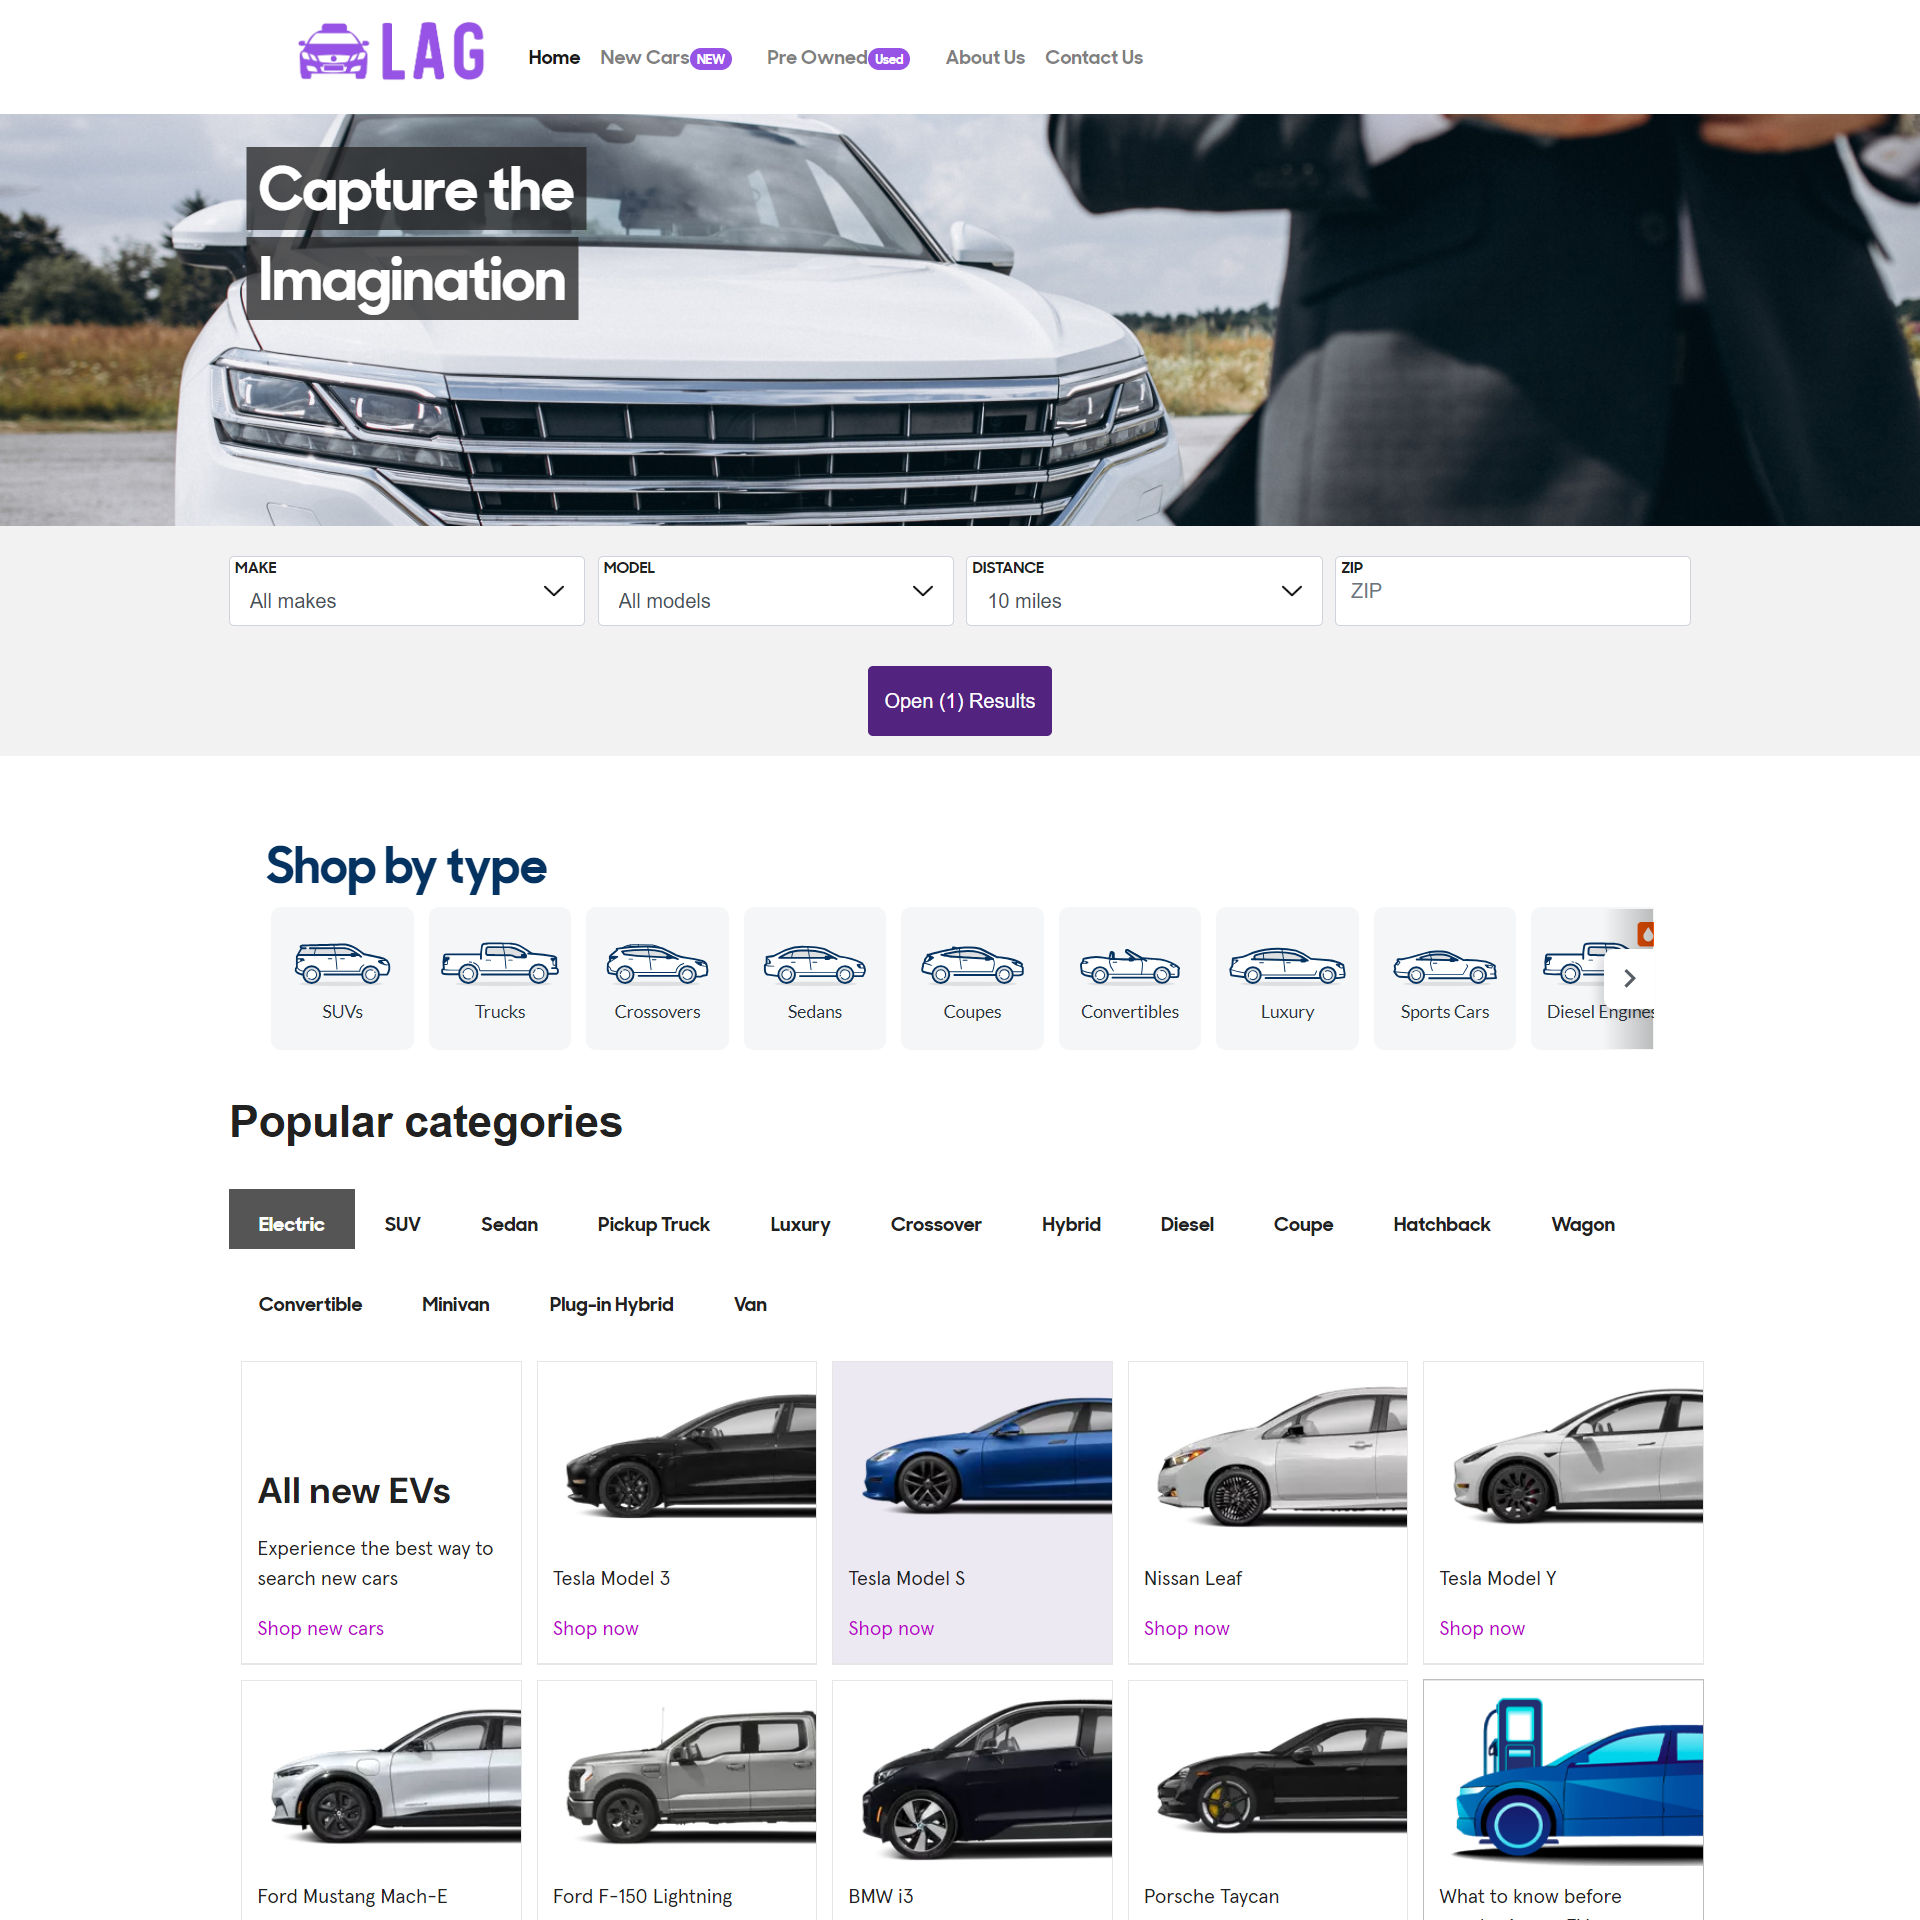 LAG
Home New Cars NEW Pre Owned Used About Us Contact Us
Capture the
Imagination
MAKE
All makes
MODEL
All models
DISTANCE
10 miles
ZIP
ZIP
Open (1) Results
Shop by type
SUVs Trucks Crossovers Sedans Coupes Convertibles Luxury Sports Cars Diesel Engines
Popular categories
Electric SUV Sedan Pickup Truck Luxury Crossover Hybrid Diesel Coupe Hatchback Wagon
Convertible Minivan Plug-in Hybrid Van
All new EVs
Experience the best way to
search new cars
Shop new cars
Tesla Model 3
Shop now
Tesla Model S
Shop now
Nissan Leaf
Shop now
Tesla Model Y
Shop now
Ford Mustang Mach-E
Ford F-150 Lightning
BMW i3
Porsche Taycan
What to know before